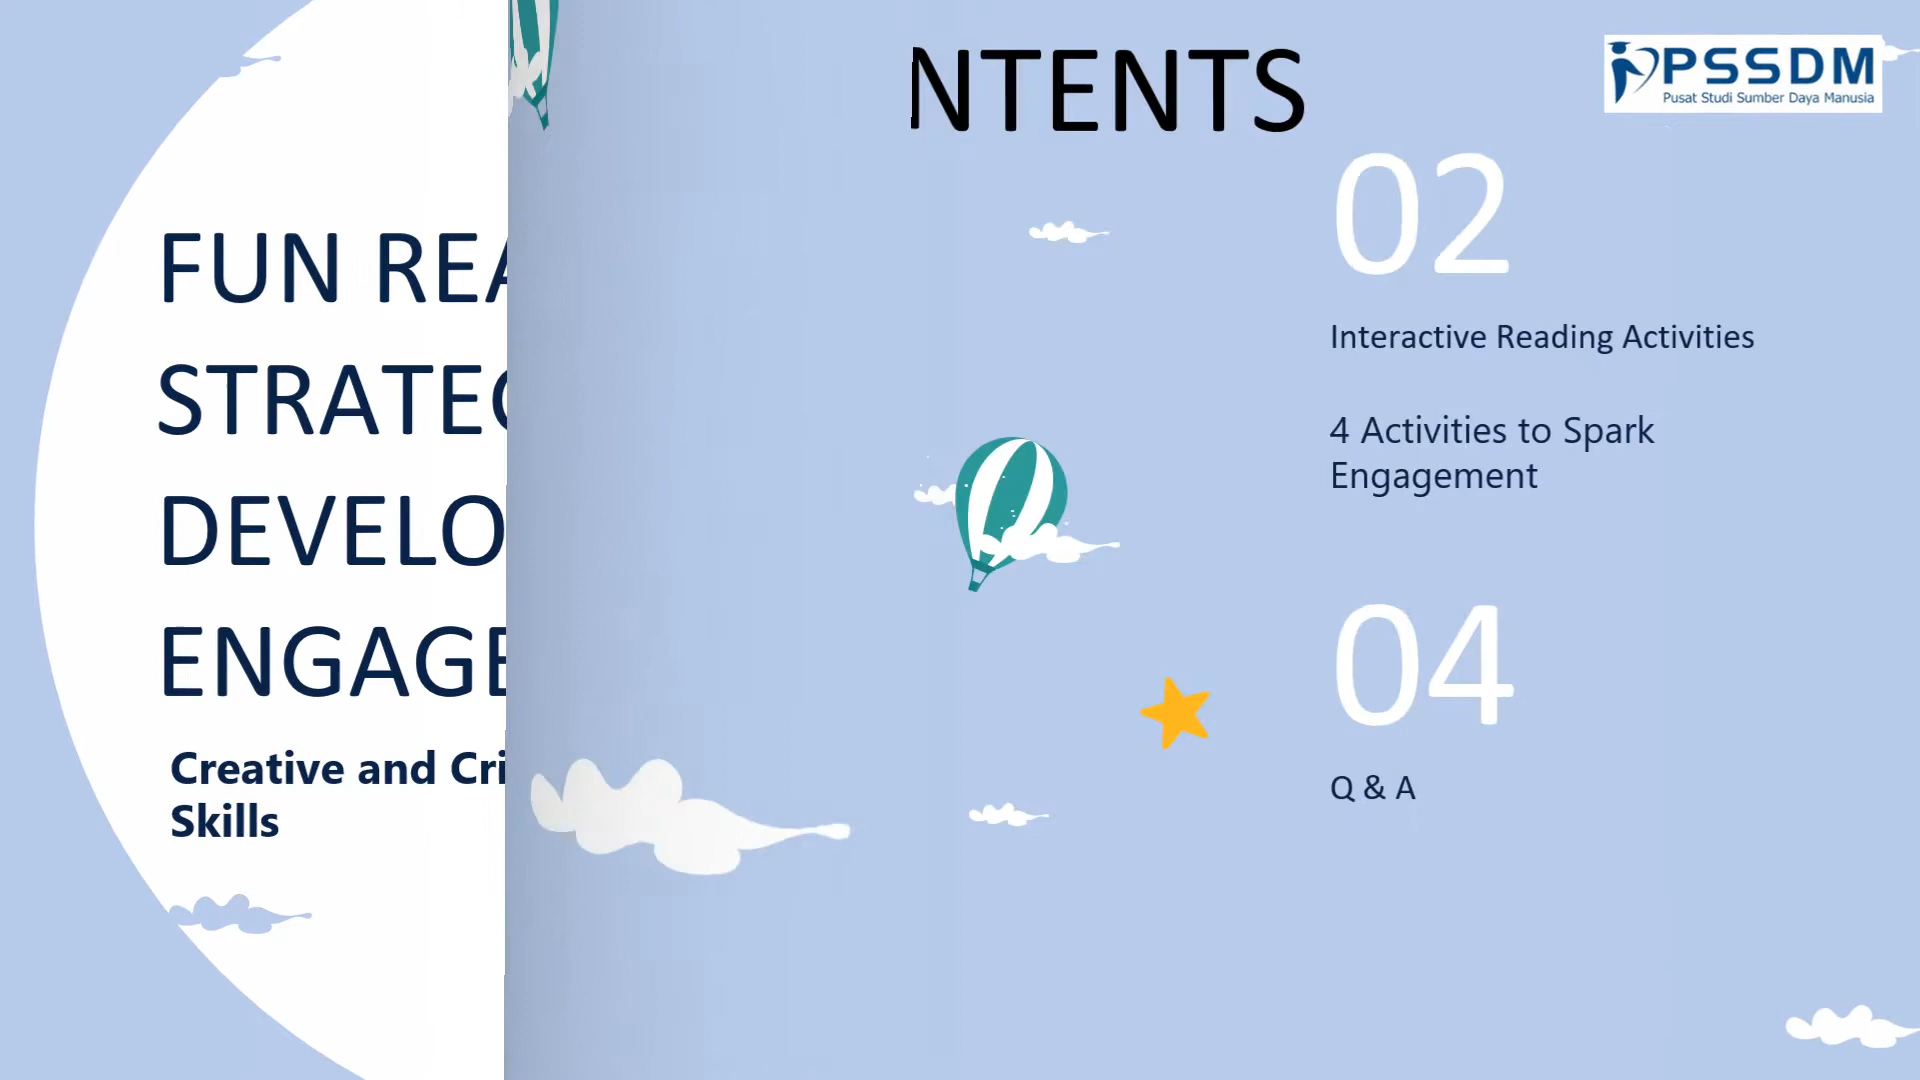 FUN REA
STRATEG
DEVELO
ENGAGE
Creative and Cri
Skills
NTENTS
PSSDM
Pusat Studi Sumber Daya Manusia
02
Interactive Reading Activities
4 Activities to Spark
Engagement
04
Q & A